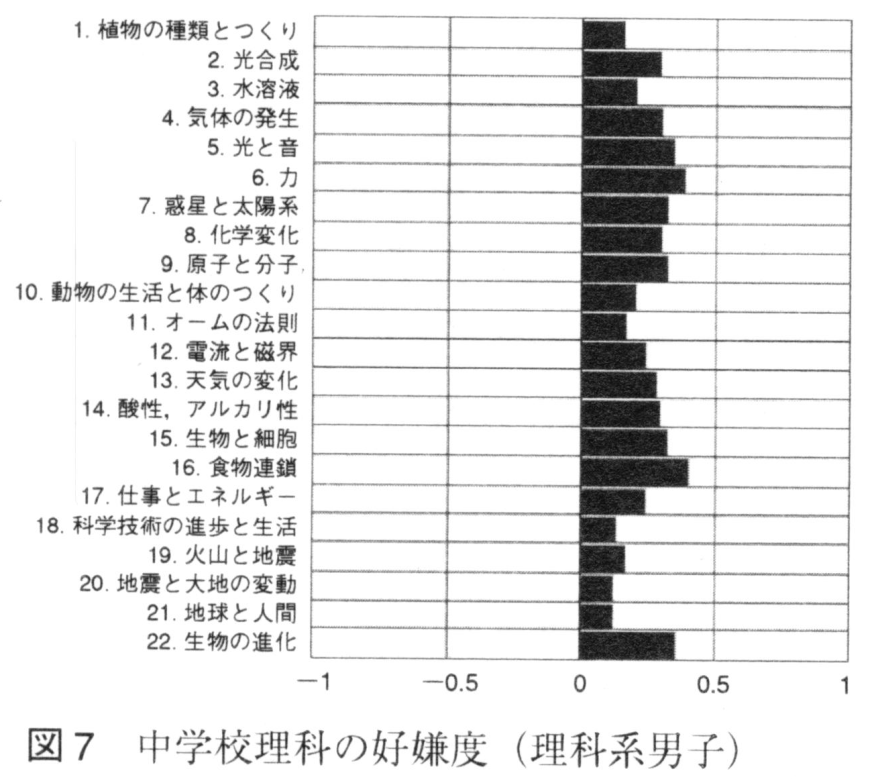 1. 植物の種類とつくり
2. 光合成
3. 水溶液
4. 気体の発生
5. 光と音
6. 力
7. 惑星と太陽系
8. 化学変化
9. 原子と分子
10. 動物の生活と体のつくり
11. オームの法則
12. 電流と磁界
13. 天気の変化
14. 酸性，アルカリ性
15. 生物と細胞
16. 食物連鎖
17. 仕事とエネルギー
18. 科学技術の進歩と生活
19. 火山と地震
20. 地震と大地の変動
21. 地球と人間
22. 生物の進化
－1 －0.5 0 0.5 1
図7 中学校理科の好嫌度（理科系男子）